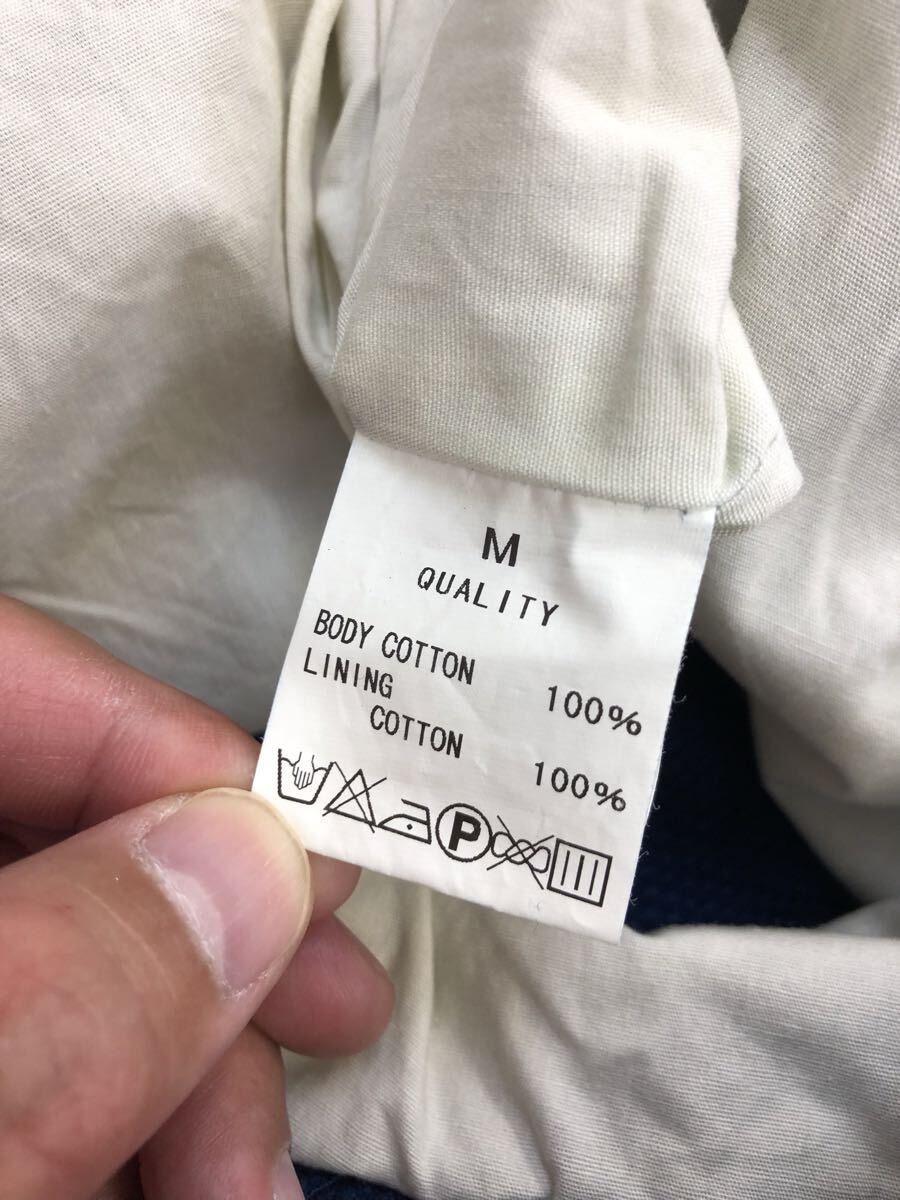 M
QUALITY
BODY COTTON 100%
LINING
COTTON 100%
P